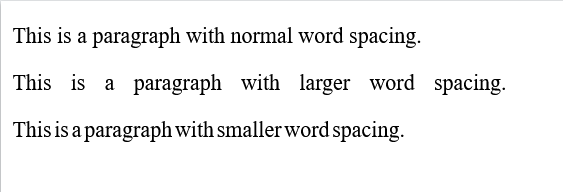 This is a paragraph with normal word spacing.
This is a paragraph with larger word spacing.
This is a paragraph with smaller word spacing.